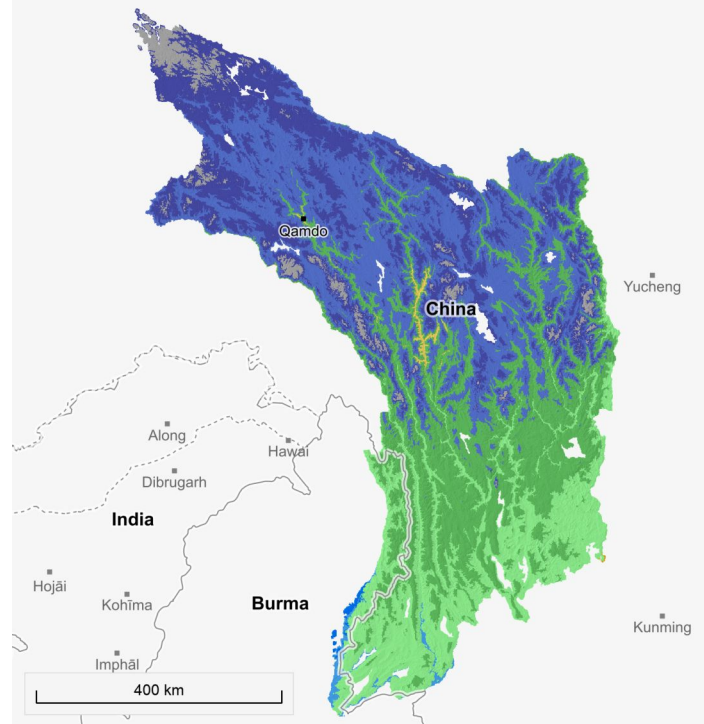 Qamdo
Yucheng
China
Along
Hawai
Dibrugarh
India
Hojāi
Kohīma
Burma
Kunming
Imphāl
400 km